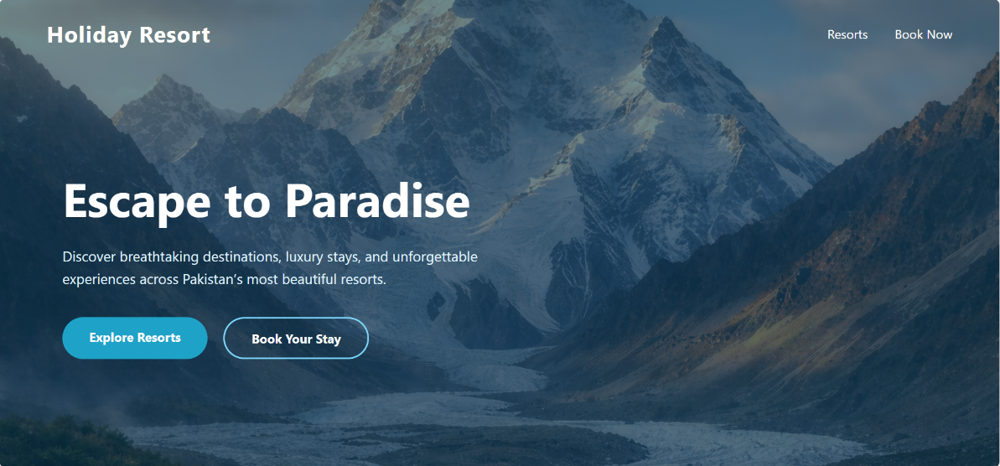 Holiday Resort
Resorts
Book Now
Escape to Paradise
Discover breathtaking destinations, luxury stays, and unforgettable
experiences across Pakistan’s most beautiful resorts.
Explore Resorts
Book Your Stay